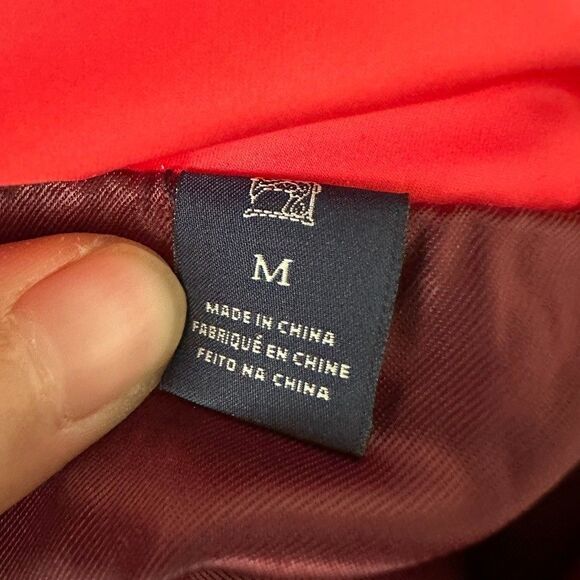 M
MADE IN CHINA
FABRIQUÉ EN CHINE
FEITO NA CHINA